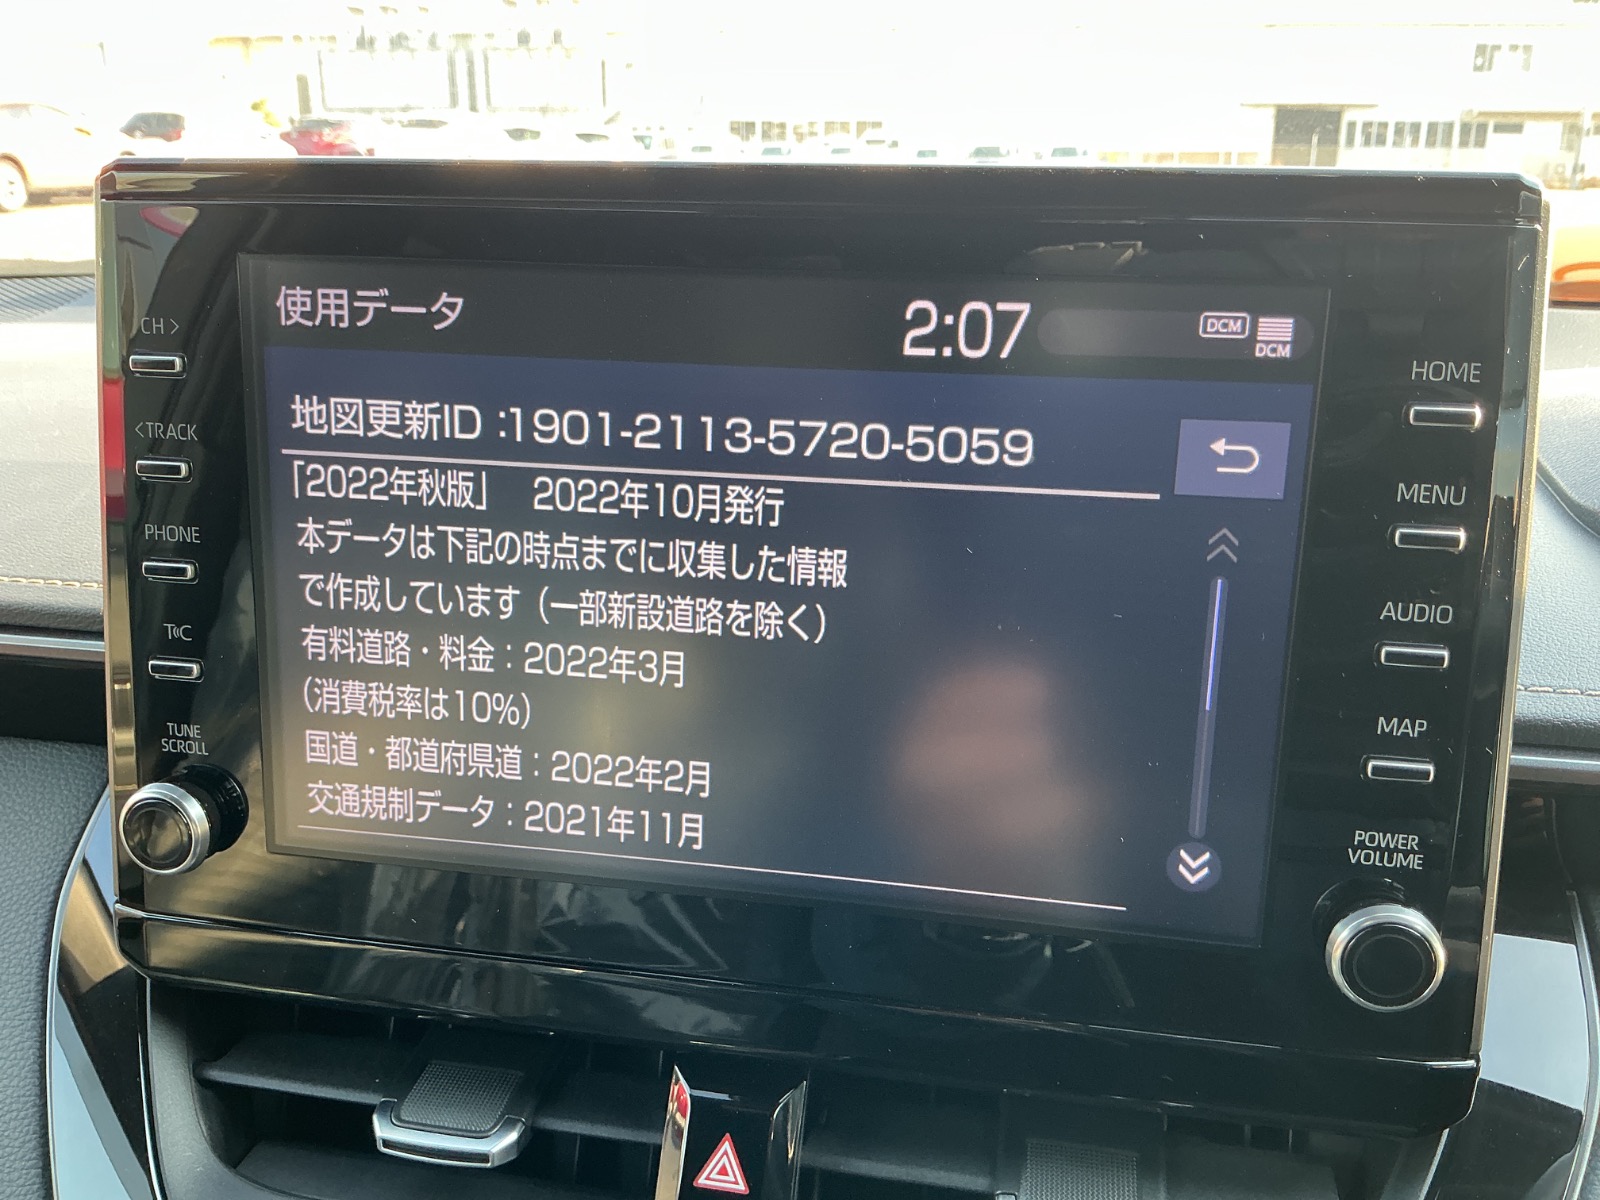 使用データ
2:07
DCM
DCM
地図更新ID :1901-2113-5720-5059
「2022年秋版」 2022年10月発行
本データは下記の時点までに収集した情報
で作成しています（一部新設道路を除く）
有料道路・料金：2022年3月
（消費税率は10%）
国道・都道府県道：2022年2月
交通規制データ：2021年11月
CH >
< TRACK
PHONE
TUNE
SCROLL
HOME
MENU
AUDIO
MAP
POWER
VOLUME